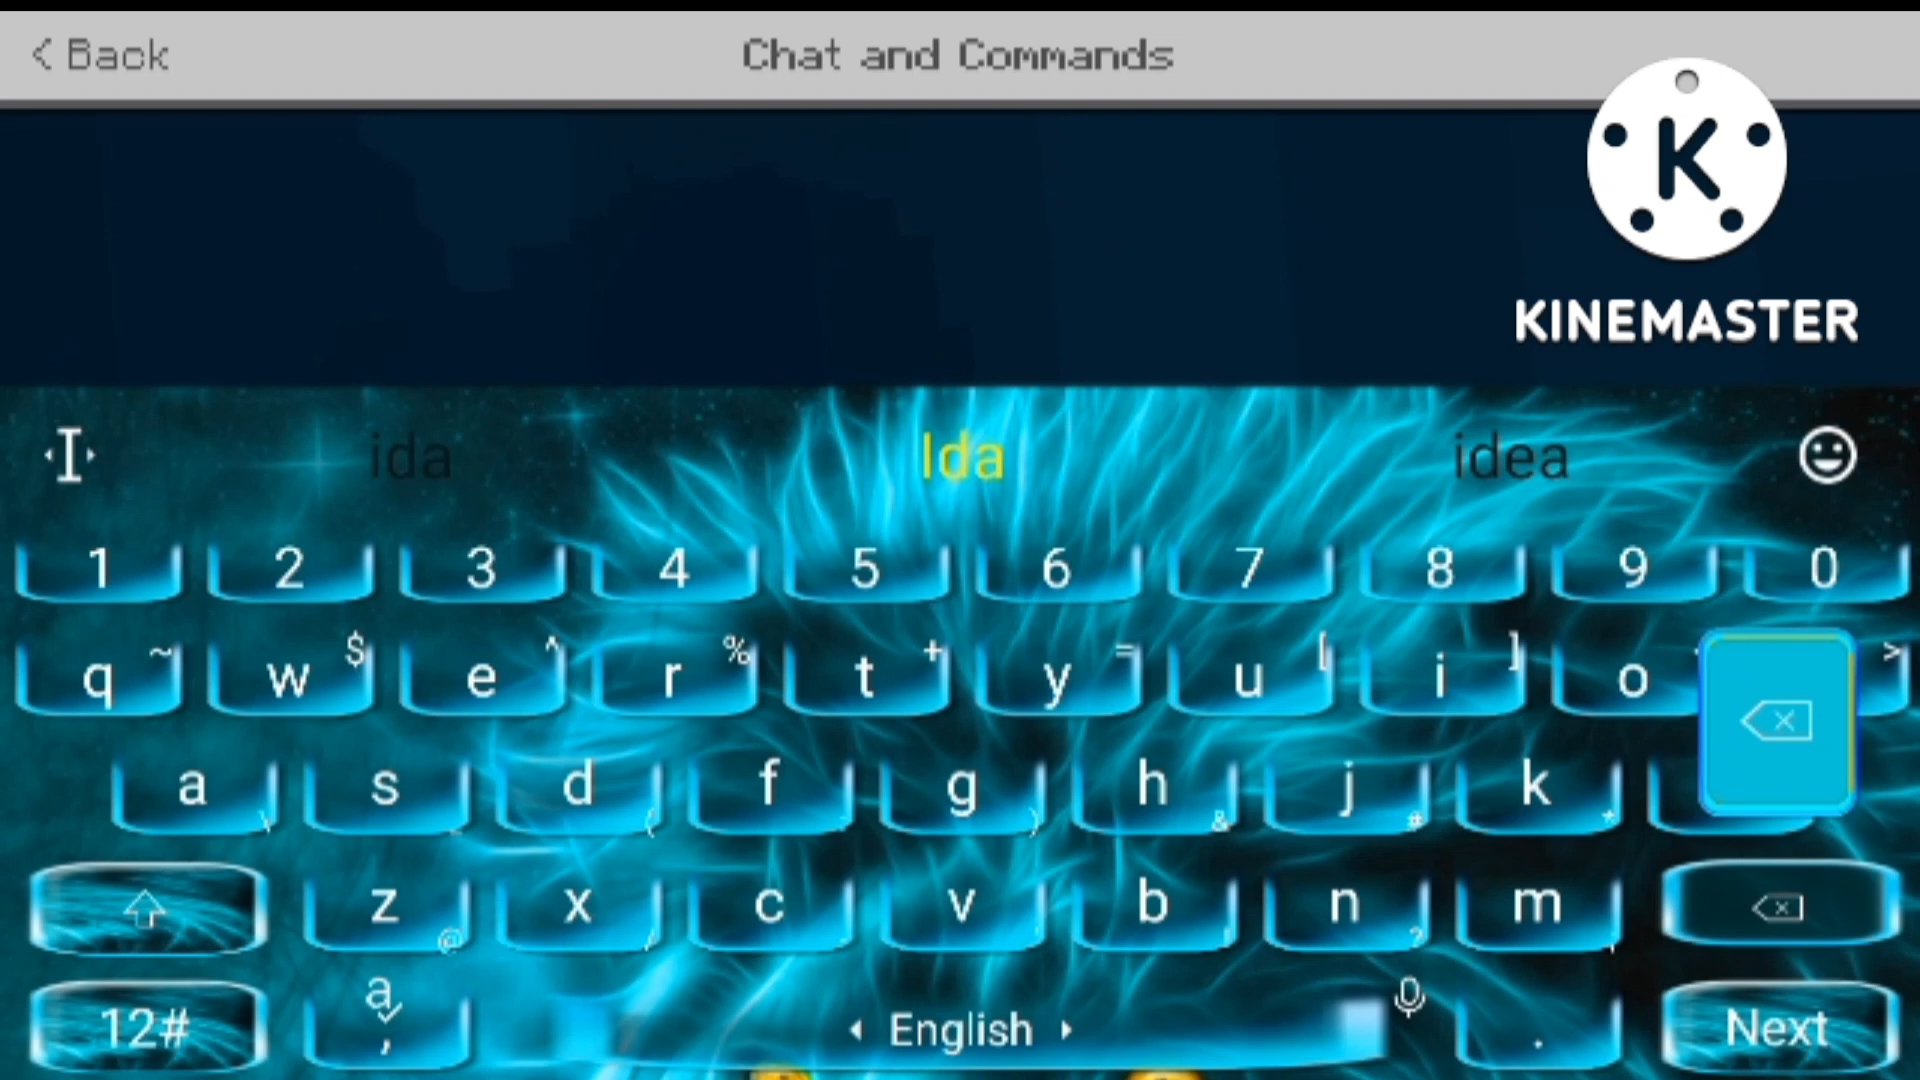 < Back
Chat and Commands
K
KINEMASTER
ida Ida idea
1 2 3 4 5 6 7 8 9 0
~ $ ^ % + = [ ] >
q w e r t y u i o
a s d f g h j k
\ _ ( ) & # *
z x c v b n m
@ / ?
12# a , English . Next